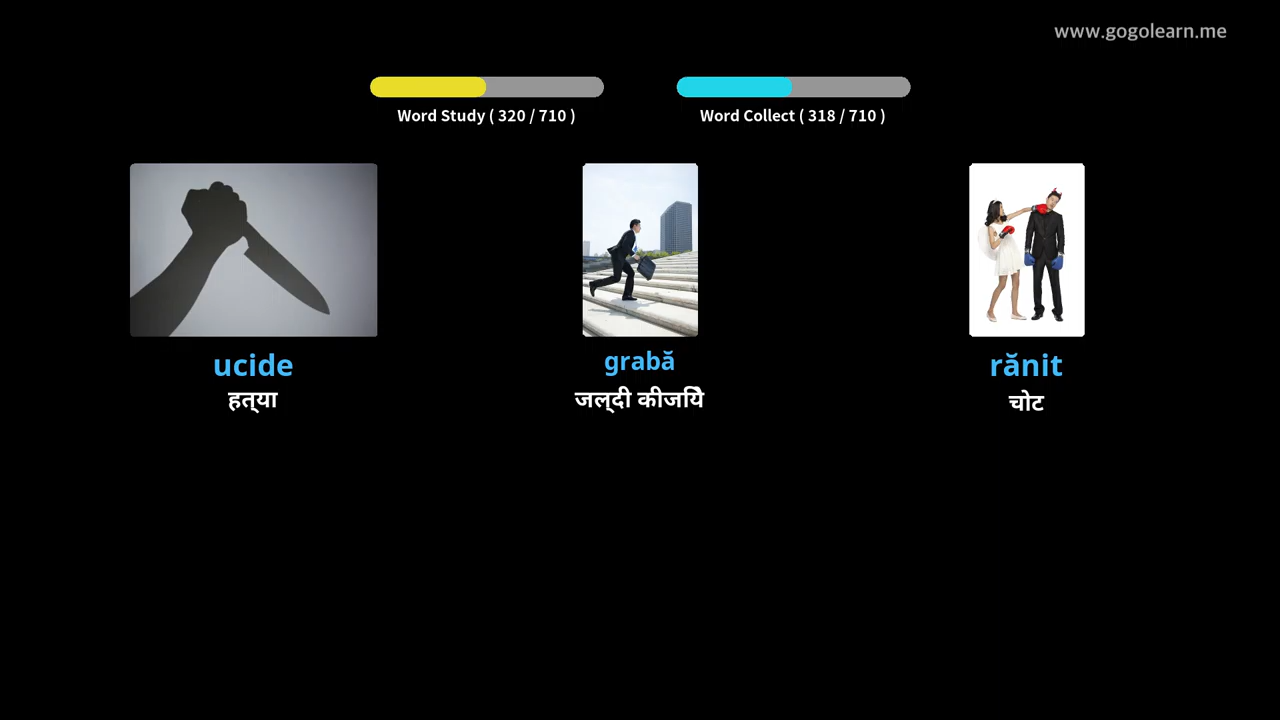 www.gogolearn.me
Word Study ( 320 / 710 )
Word Collect ( 318 / 710 )
ucide
हत्या
grabă
जल्दी कीजिये
rănit
चोट